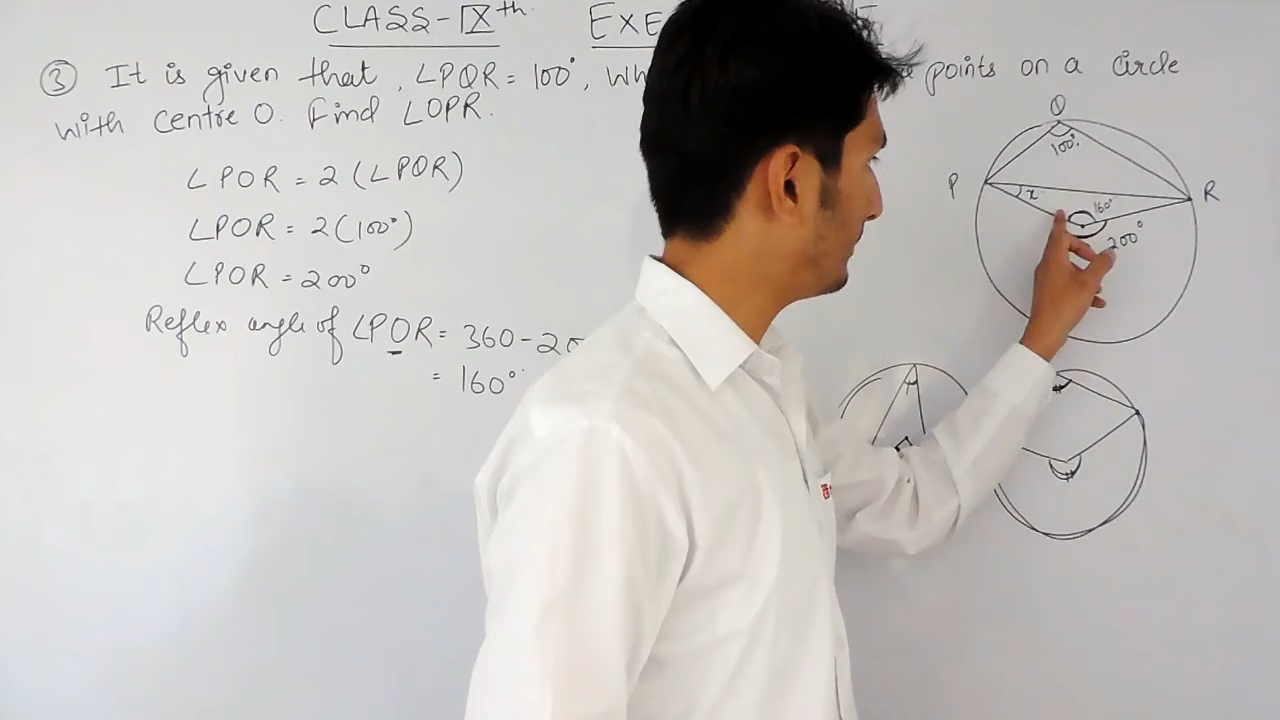 CLASS-IXth. EXE
③ It is given that, ∠PQR = 100°, wh points on a circle
with centre O. Find ∠OPR.
∠POR = 2(∠PQR)
∠POR = 2(100°)
∠POR = 200°
Reflex angle of ∠POR = 360-20
= 160°
Q
100°
P
R
x
160°
200°